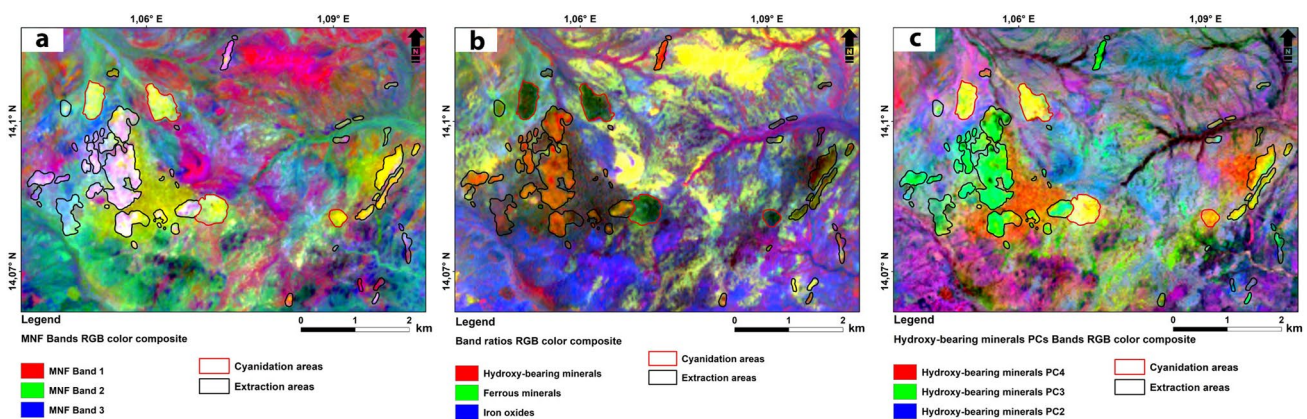 a
1,06° E
1,09° E
N
14,1° N
14,07° N
Legend
0 1 2
km
MNF Bands RGB color composite
MNF Band 1
MNF Band 2
MNF Band 3
Cyanidation areas
Extraction areas
b
1,06° E
1,09° E
N
Legend
0 1 2
km
Band ratios RGB color composite
Hydroxy-bearing minerals
Ferrous minerals
Iron oxides
Cyanidation areas
Extraction areas
c
1,06° E
1,09° E
N
14,1° N
14,07° N
Legend
0 1 2
km
Hydroxy-bearing minerals PCs Bands RGB color composite
Hydroxy-bearing minerals PC4
Hydroxy-bearing minerals PC3
Hydroxy-bearing minerals PC2
Cyanidation areas
Extraction areas